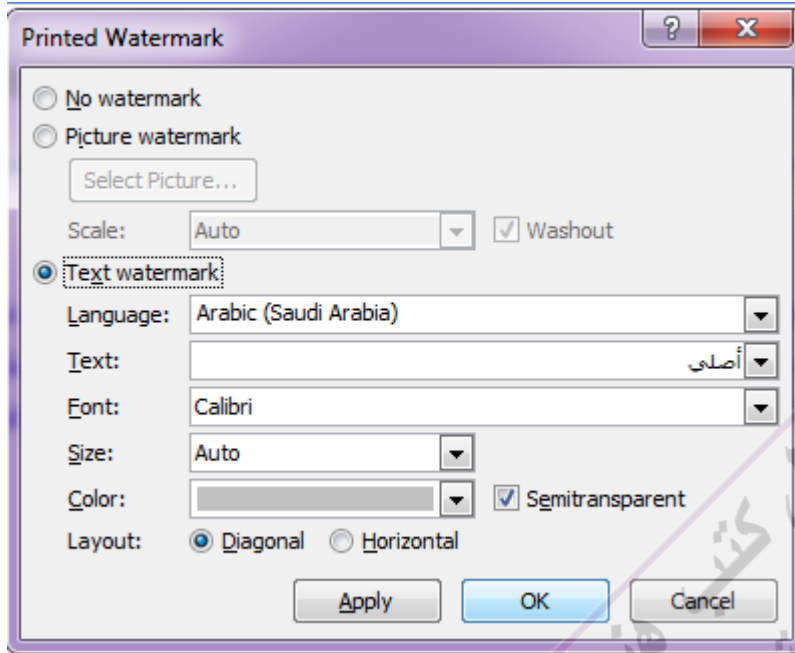 Printed Watermark
No watermark
Picture watermark
Select Picture...
Scale: Auto Washout
Text watermark
Language: Arabic (Saudi Arabia)
Text: أصلي
Font: Calibri
Size: Auto
Color: Semitransparent
Layout: Diagonal Horizontal
Apply OK Cancel
كتب